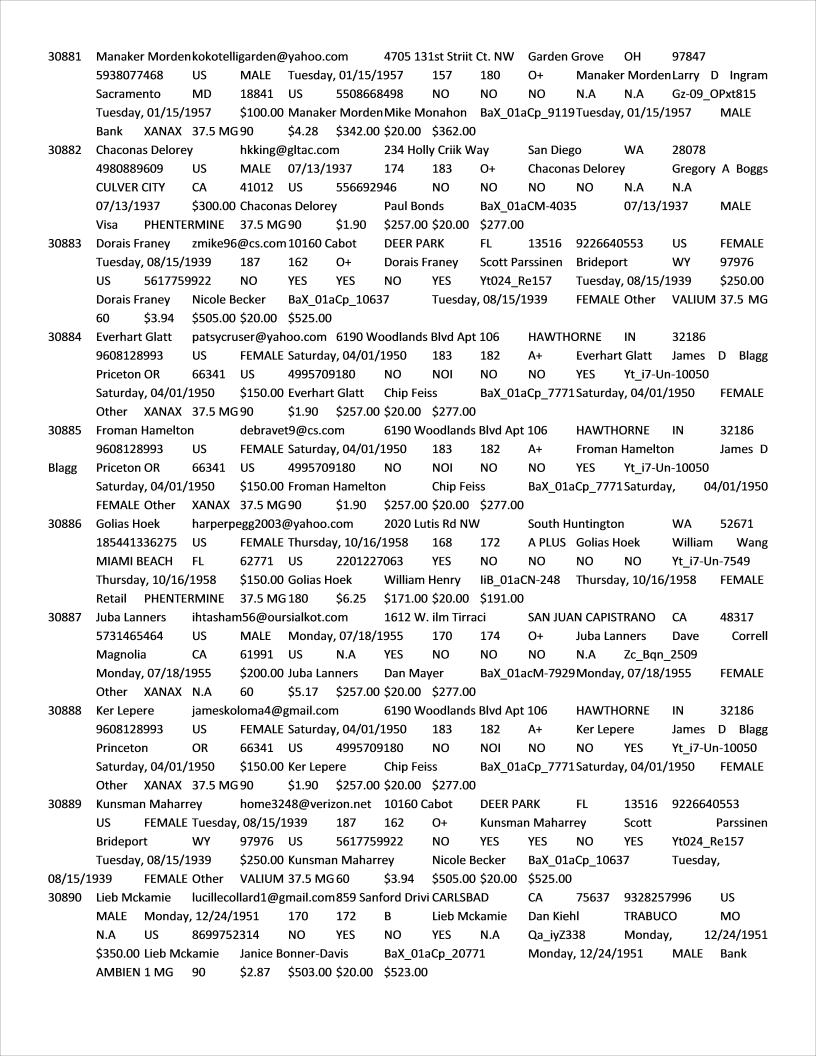 30881 Manaker Morden kokotelligarden@yahoo.com 4705 131st Striit Ct. NW Garden Grove OH 97847
5938077468 US MALE Tuesday, 01/15/1957 157 180 O+ Manaker Morden Larry D Ingram
Sacramento MD 18841 US 5508668498 NO NO NO N.A N.A Gz-09_OPxt815
Tuesday, 01/15/1957 $100.00 Manaker Morden Mike Monahon BaX_01aCp_9119 Tuesday, 01/15/1957 MALE
Bank XANAX 37.5 MG 90 $4.28 $342.00 $20.00 $362.00
30882 Chaconas Delorey hkking@gltac.com 234 Holly Criik Way San Diego WA 28078
4980889609 US MALE 07/13/1937 174 183 O+ Chaconas Delorey Gregory A Boggs
CULVER CITY CA 41012 US 556692946 NO NO NO NO N.A N.A
07/13/1937 $300.00 Chaconas Delorey Paul Bonds BaX_01aCM-4035 07/13/1937 MALE
Visa PHENTERMINE 37.5 MG 90 $1.90 $257.00 $20.00 $277.00
30883 Dorais Franey zmike96@cs.com 10160 Cabot DEER PARK FL 13516 9226640553 US FEMALE
Tuesday, 08/15/1939 187 162 O+ Dorais Franey Scott Parssinen Brideport WY 97976
US 5617759922 NO YES YES NO YES Yt024_Re157 Tuesday, 08/15/1939 $250.00
Dorais Franey Nicole Becker BaX_01aCp_10637 Tuesday, 08/15/1939 FEMALE Other VALIUM 37.5 MG
60 $3.94 $505.00 $20.00 $525.00
30884 Everhart Glatt patsycruser@yahoo.com 6190 Woodlands Blvd Apt 106 HAWTHORNE IN 32186
9608128993 US FEMALE Saturday, 04/01/1950 183 182 A+ Everhart Glatt James D Blagg
Priceton OR 66341 US 4995709180 NO NOI NO NO YES Yt_i7-Un-10050
Saturday, 04/01/1950 $150.00 Everhart Glatt Chip Feiss BaX_01aCp_7771 Saturday, 04/01/1950 FEMALE
Other XANAX 37.5 MG 90 $1.90 $257.00 $20.00 $277.00
30885 Froman Hamelton debravet9@cs.com 6190 Woodlands Blvd Apt 106 HAWTHORNE IN 32186
9608128993 US FEMALE Saturday, 04/01/1950 183 182 A+ Froman Hamelton James D
Blagg Priceton OR 66341 US 4995709180 NO NOI NO NO YES Yt_i7-Un-10050
Saturday, 04/01/1950 $150.00 Froman Hamelton Chip Feiss BaX_01aCp_7771 Saturday, 04/01/1950
FEMALE Other XANAX 37.5 MG 90 $1.90 $257.00 $20.00 $277.00
30886 Golias Hoek harperpegg2003@yahoo.com 2020 Lutis Rd NW South Huntington WA 52671
185441336275 US FEMALE Thursday, 10/16/1958 168 172 A PLUS Golias Hoek William Wang
MIAMI BEACH FL 62771 US 2201227063 YES NO NO NO NO Yt_i7-Un-7549
Thursday, 10/16/1958 $150.00 Golias Hoek William Henry IiB_01aCN-248 Thursday, 10/16/1958 FEMALE
Retail PHENTERMINE 37.5 MG 180 $6.25 $171.00 $20.00 $191.00
30887 Juba Lanners ihtasham56@oursialkot.com 1612 W. ilm Tirraci SAN JUAN CAPISTRANO CA 48317
5731465464 US MALE Monday, 07/18/1955 170 174 O+ Juba Lanners Dave Correll
Magnolia CA 61991 US N.A YES NO NO NO N.A Zc_Bqn_2509
Monday, 07/18/1955 $200.00 Juba Lanners Dan Mayer BaX_01acM-7929 Monday, 07/18/1955 FEMALE
Other XANAX N.A 60 $5.17 $257.00 $20.00 $277.00
30888 Ker Lepere jameskoloma4@gmail.com 6190 Woodlands Blvd Apt 106 HAWTHORNE IN 32186
9608128993 US FEMALE Saturday, 04/01/1950 183 182 A+ Ker Lepere James D Blagg
Princeton OR 66341 US 4995709180 NO NOI NO NO YES Yt_i7-Un-10050
Saturday, 04/01/1950 $150.00 Ker Lepere Chip Feiss BaX_01aCp_7771 Saturday, 04/01/1950 FEMALE
Other XANAX 37.5 MG 90 $1.90 $257.00 $20.00 $277.00
30889 Kunsman Maharrey home3248@verizon.net 10160 Cabot DEER PARK FL 13516 9226640553
US FEMALE Tuesday, 08/15/1939 187 162 O+ Kunsman Maharrey Scott Parssinen
Brideport WY 97976 US 5617759922 NO YES YES NO YES Yt024_Re157
Tuesday, 08/15/1939 $250.00 Kunsman Maharrey Nicole Becker BaX_01aCp_10637 Tuesday,
08/15/1939 FEMALE Other VALIUM 37.5 MG 60 $3.94 $505.00 $20.00 $525.00
30890 Lieb Mckamie lucillecollard1@gmail.com 859 Sanford Drivi CARLSBAD CA 75637 9328257996 US
MALE Monday, 12/24/1951 170 172 B Lieb Mckamie Dan Kiehl TRABUCO MO
N.A US 8699752314 NO YES NO YES N.A Qa_iyZ338 Monday, 12/24/1951
$350.00 Lieb Mckamie Janice Bonner-Davis BaX_01aCp_20771 Monday, 12/24/1951 MALE Bank
AMBIEN 1 MG 90 $2.87 $503.00 $20.00 $523.00